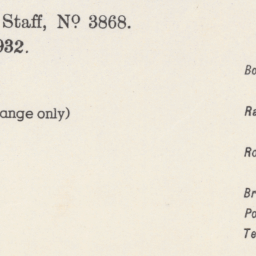 Staff, Nº 3868.
932.
Bo
ange only)
Ra
Ro
Br
Po
Te